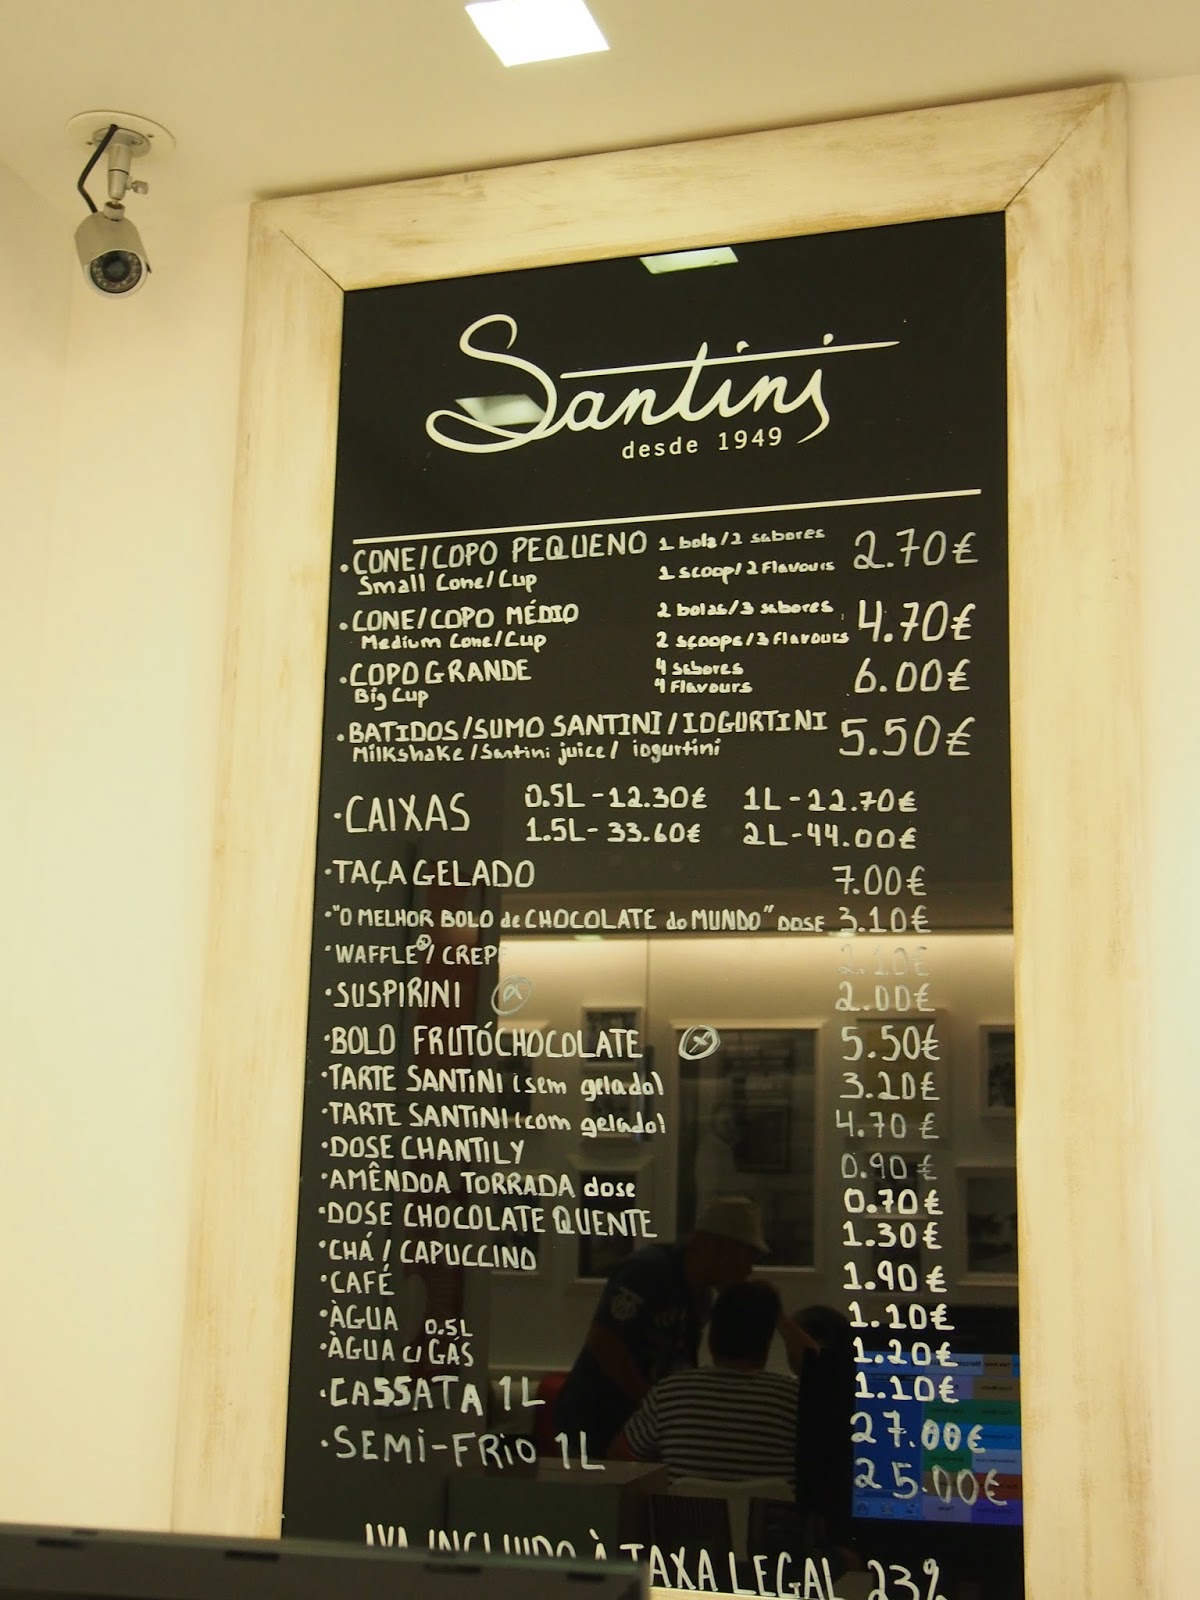 Santini
desde 1949
·CONE/COPO PEQUENO 1 bola/2 sabores 2.70€
Small Cone/Cup 1 scoop/2 Flavours
·CONE/COPO MÉDIO 2 bolas/3 sabores 4.70€
Medium Cone/Cup 2 scoops/3 Flavours
·COPO GRANDE 4 sabores 6.00€
Big Cup 4 Flavours
·BATIDOS/SUMO SANTINI/IOGURTINI 5.50€
Milkshake/Santini juice/ iogurtini
·CAIXAS 0.5L-12.30€ 1L-22.70€
1.5L-33.60€ 2L-44.00€
·TAÇA GELADO 7.00€
·"O MELHOR BOLO de CHOCOLATE do MUNDO" DOSE 3.10€
·WAFFLE / CREPE 2.10€
·SUSPIRINI 2.00€
·BOLO FRUTÓCHOCOLATE 5.50€
·TARTE SANTINI (sem gelado) 3.20€
·TARTE SANTINI (com gelado) 4.70€
·DOSE CHANTILY 0.90€
·AMÊNDOA TORRADA dose 0.70€
·DOSE CHOCOLATE QUENTE 1.30€
·CHÁ / CAPUCCINO 1.90€
·CAFÉ 1.10€
·ÀGUA 0.5L 1.20€
·ÀGUA C/ GÁS 1.10€
·CASSATA 1L 27.00€
·SEMI-FRIO 1L 25.00€
IVA INCLUIDO À TAXA LEGAL 23%